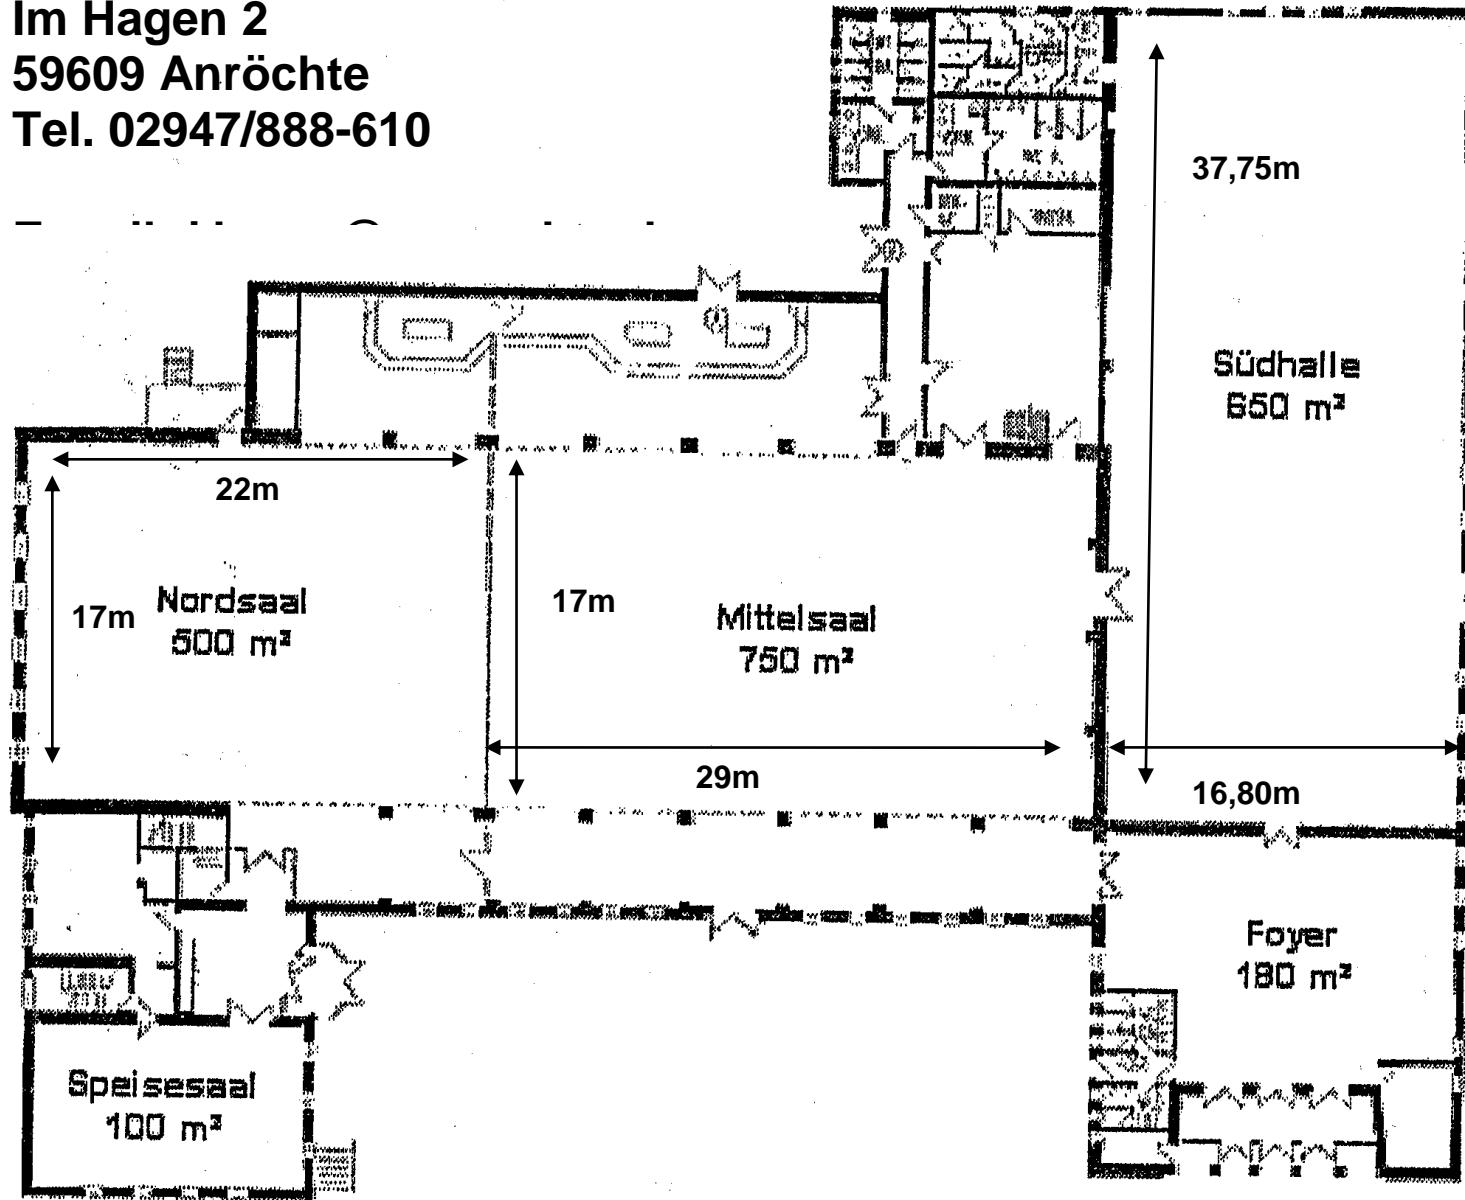 Im Hagen 2
59609 Anröchte
Tel. 02947/888-610
37,75m
Südhalle
650 m²
22m
17m
Nordsaal
500 m²
17m
Mittelsaal
750 m²
29m
16,80m
Foyer
180 m²
Speisesaal
100 m²